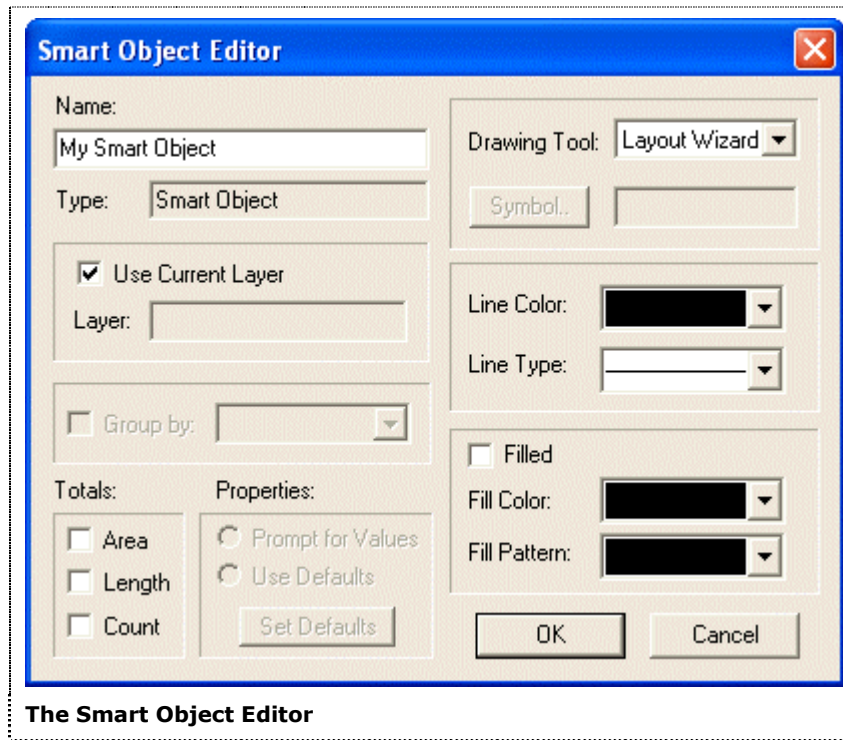 Smart Object Editor
Name:
My Smart Object
Type: Smart Object
Use Current Layer
Layer:
Group by:
Totals:
Area
Length
Count
Properties:
Prompt for Values
Use Defaults
Set Defaults
Drawing Tool: Layout Wizard
Symbol..
Line Color:
Line Type:
Filled
Fill Color:
Fill Pattern:
OK
Cancel
The Smart Object Editor